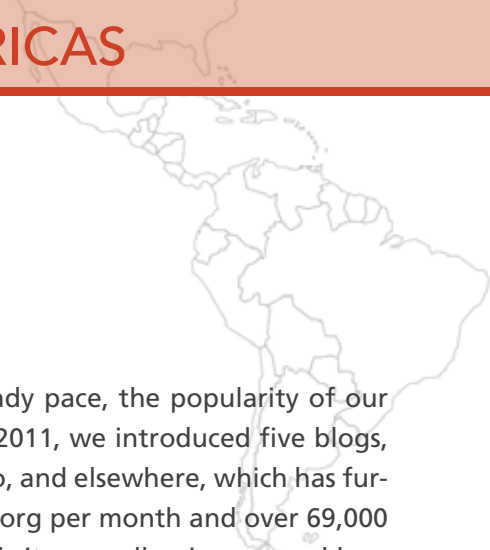 RICAS
ady pace, the popularity of our
2011, we introduced five blogs,
o, and elsewhere, which has fur-
org per month and over 69,000